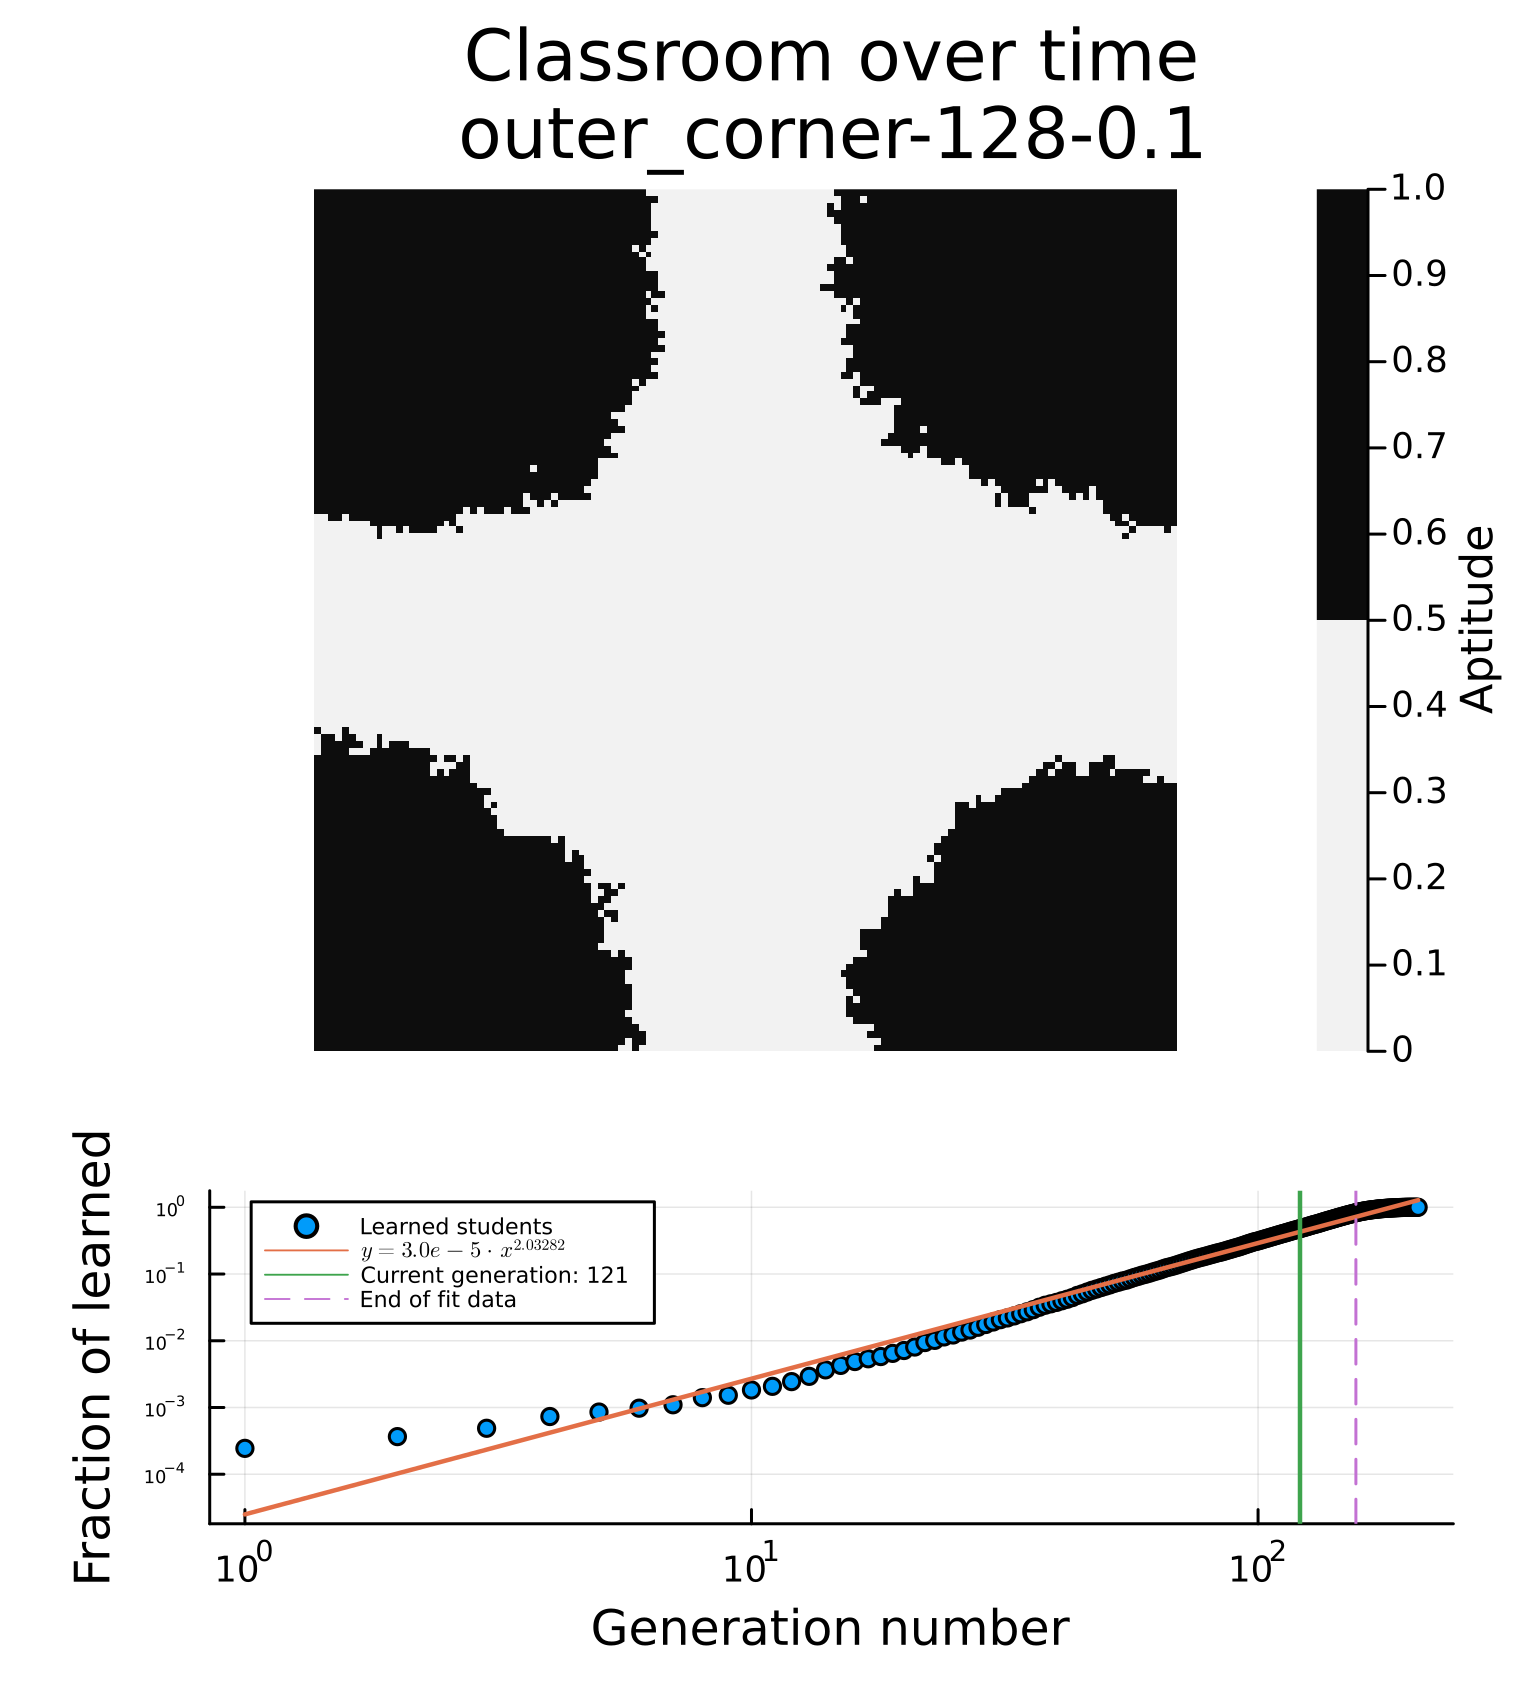 Classroom over time
outer_corner-128-0.1
1.0
0.9
0.8
0.7
0.6
0.5
0.4
0.3
0.2
0.1
0
Aptitude
Fraction of learned
10^0
10^-1
10^-2
10^-3
10^-4
Learned students
y = 3.0e − 5 · x^2.03282
Current generation: 121
End of fit data
10^0 10^1 10^2
Generation number